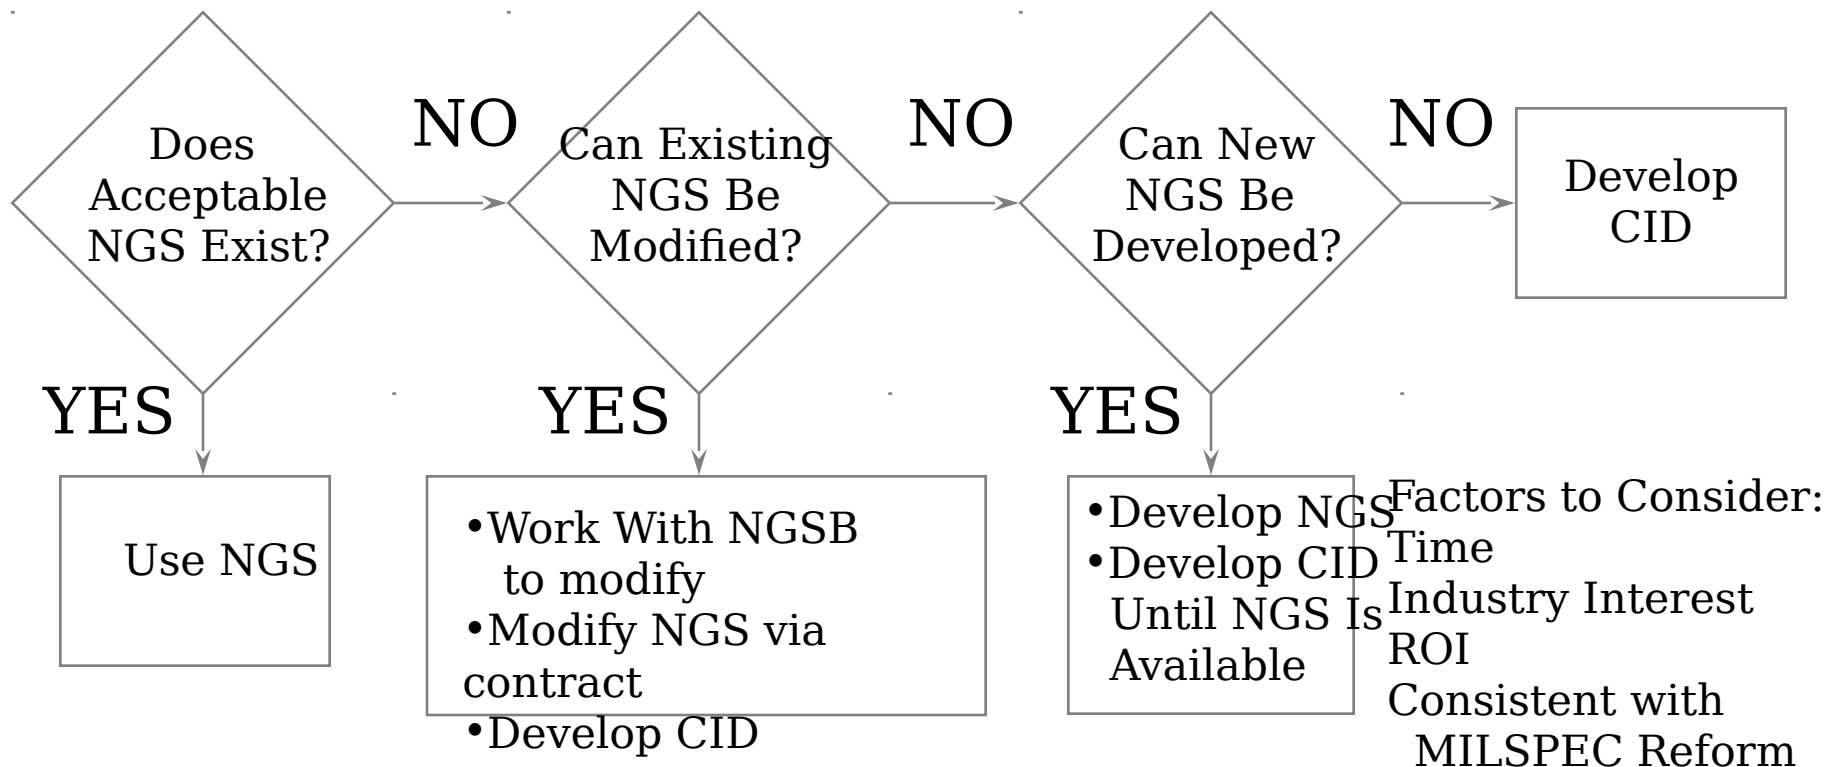 Does
Acceptable
NGS Exist?
NO
Can Existing
NGS Be
Modified?
NO
Can New
NGS Be
Developed?
NO
Develop
CID
YES
Use NGS
YES
•Work With NGSB
to modify
•Modify NGS via
contract
•Develop CID
YES
•Develop NGS
•Develop CID
Until NGS Is
Available
Factors to Consider:
Time
Industry Interest
ROI
Consistent with
MILSPEC Reform